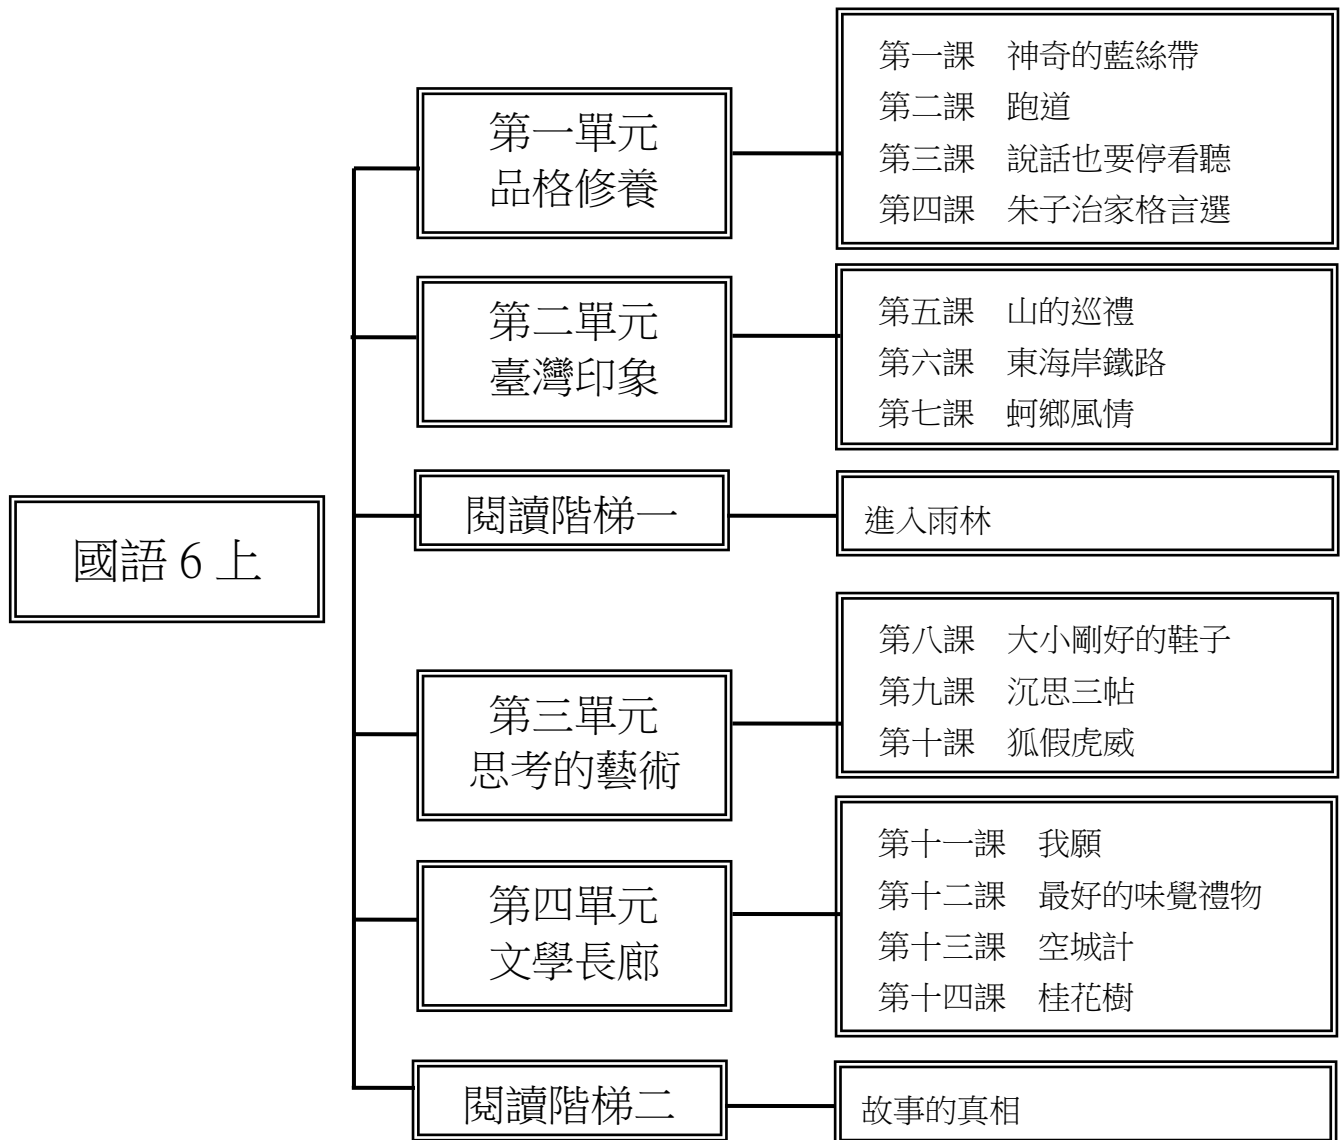 國語 6 上
第一單元
品格修養
第一課　神奇的藍絲帶
第二課　跑道
第三課　說話也要停看聽
第四課　朱子治家格言選
第二單元
臺灣印象
第五課　山的巡禮
第六課　東海岸鐵路
第七課　蚵鄉風情
閱讀階梯一
進入雨林
第三單元
思考的藝術
第八課　大小剛好的鞋子
第九課　沉思三帖
第十課　狐假虎威
第四單元
文學長廊
第十一課　我願
第十二課　最好的味覺禮物
第十三課　空城計
第十四課　桂花樹
閱讀階梯二
故事的真相